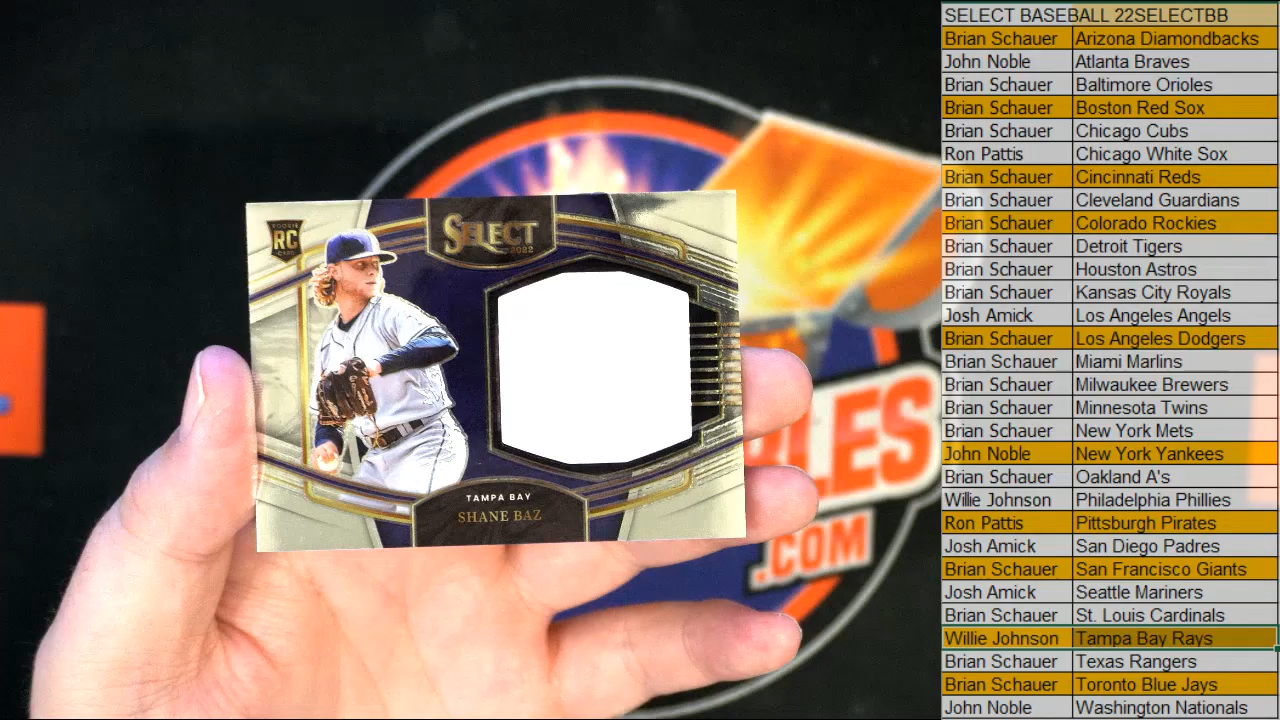 SELECT BASEBALL 22SELECTBB
Brian Schauer Arizona Diamondbacks
John Noble Atlanta Braves
Brian Schauer Baltimore Orioles
Brian Schauer Boston Red Sox
Brian Schauer Chicago Cubs
Ron Pattis Chicago White Sox
Brian Schauer Cincinnati Reds
Brian Schauer Cleveland Guardians
Brian Schauer Colorado Rockies
Brian Schauer Detroit Tigers
Brian Schauer Houston Astros
Brian Schauer Kansas City Royals
Josh Amick Los Angeles Angels
Brian Schauer Los Angeles Dodgers
Brian Schauer Miami Marlins
Brian Schauer Milwaukee Brewers
Brian Schauer Minnesota Twins
Brian Schauer New York Mets
John Noble New York Yankees
Brian Schauer Oakland A's
Willie Johnson Philadelphia Phillies
Ron Pattis Pittsburgh Pirates
Josh Amick San Diego Padres
Brian Schauer San Francisco Giants
Josh Amick Seattle Mariners
Brian Schauer St. Louis Cardinals
Willie Johnson Tampa Bay Rays
Brian Schauer Texas Rangers
Brian Schauer Toronto Blue Jays
John Noble Washington Nationals
ROOKIE
RC
CARD
SELECT
2022
TAMPA BAY
SHANE BAZ
.COM